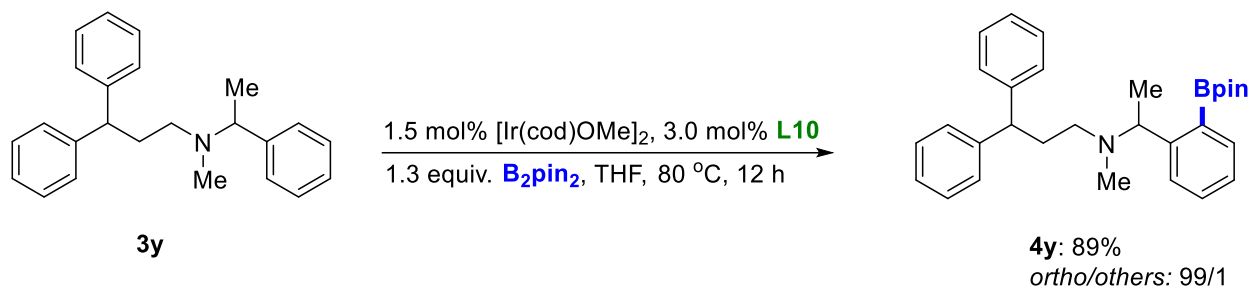 Me
N
Me
3y
1.5 mol% [Ir(cod)OMe]2, 3.0 mol% L10
1.3 equiv. B2pin2, THF, 80 °C, 12 h
Me
Bpin
N
Me
4y: 89%
ortho/others: 99/1